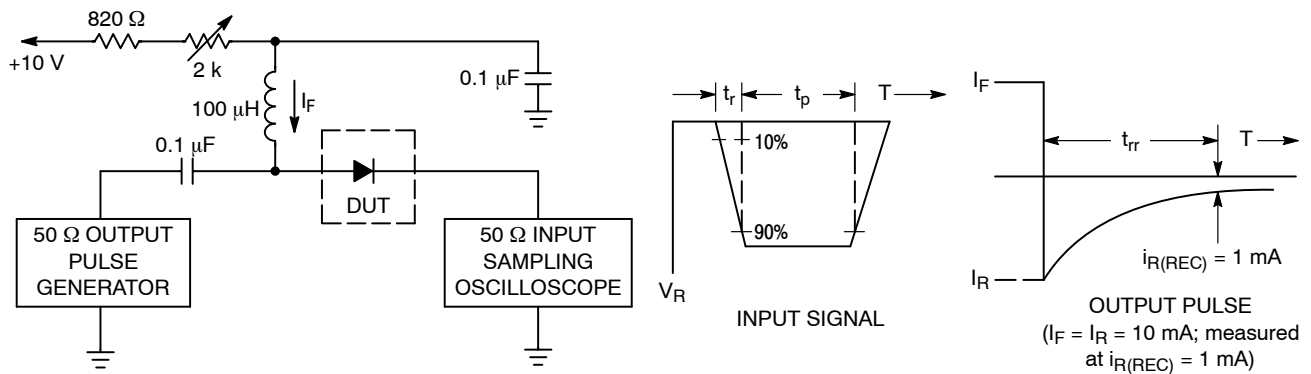 820 Ω
+10 V
2 k
100 µH
I_F
0.1 µF
0.1 µF
DUT
50 Ω OUTPUT
PULSE
GENERATOR
50 Ω INPUT
SAMPLING
OSCILLOSCOPE
t_r
t_p
T
10%
90%
V_R
INPUT SIGNAL
I_F
t_rr
T
I_R
i_R(REC) = 1 mA
OUTPUT PULSE
(I_F = I_R = 10 mA; measured
at i_R(REC) = 1 mA)